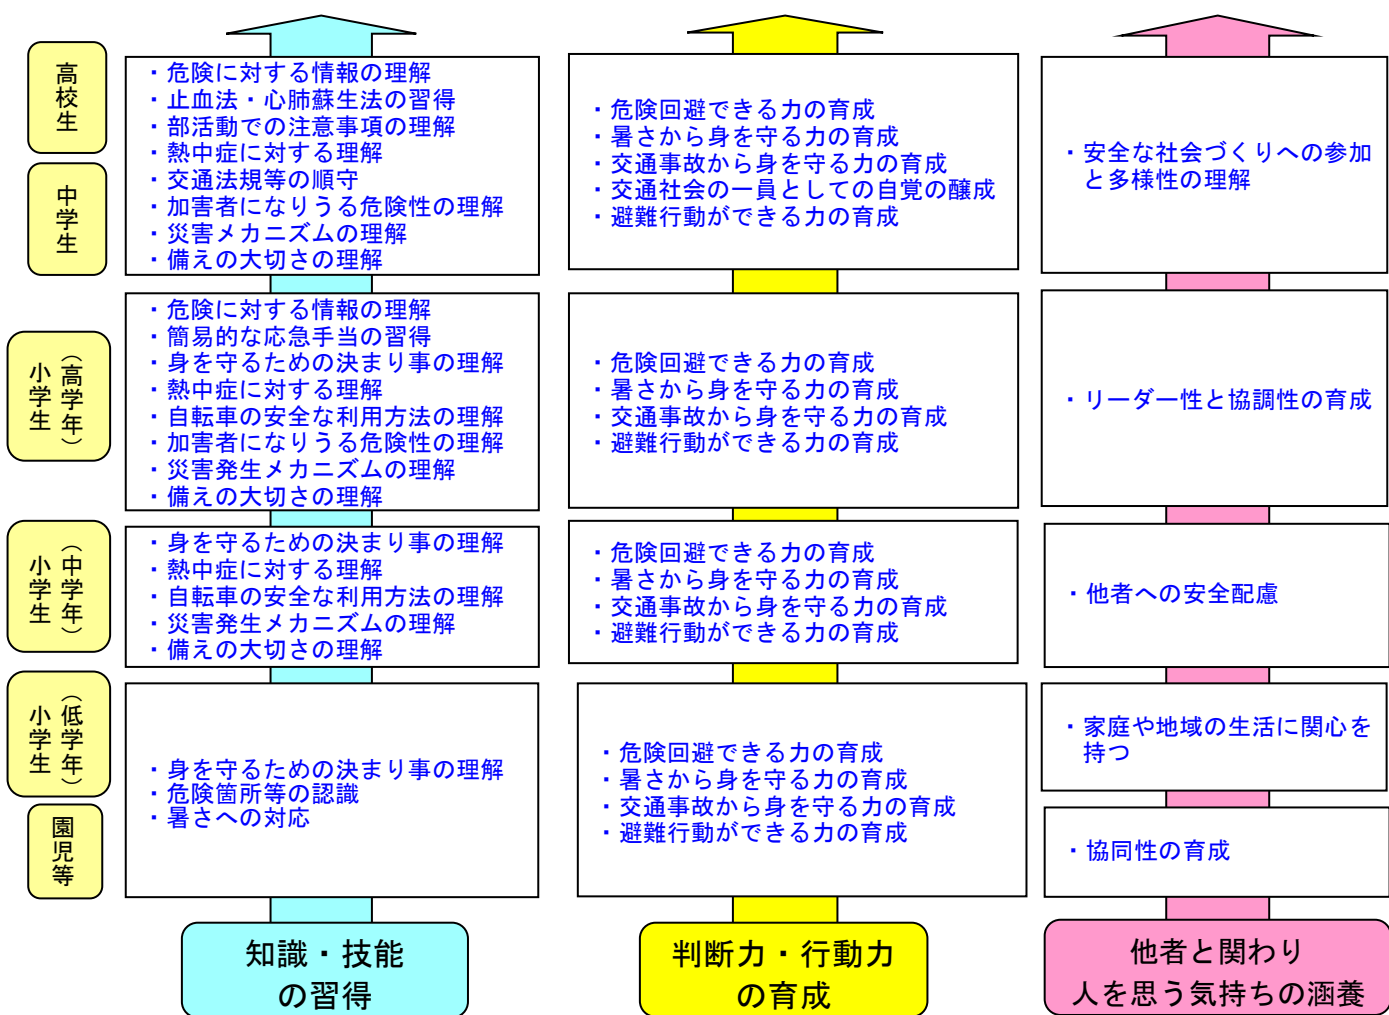 高校生
・危険に対する情報の理解
・止血法・心肺蘇生法の習得
・部活動での注意事項の理解
・熱中症に対する理解
・交通法規等の順守
・加害者になりうる危険性の理解
・災害メカニズムの理解
・備えの大切さの理解
・危険回避できる力の育成
・暑さから身を守る力の育成
・交通事故から身を守る力の育成
・交通社会の一員としての自覚の醸成
・避難行動ができる力の育成
・安全な社会づくりへの参加
と多様性の理解
中学生
小学生
（高学年）
・危険に対する情報の理解
・簡易的な応急手当の習得
・身を守るための決まり事の理解
・熱中症に対する理解
・自転車の安全な利用方法の理解
・加害者になりうる危険性の理解
・災害発生メカニズムの理解
・備えの大切さの理解
・危険回避できる力の育成
・暑さから身を守る力の育成
・交通事故から身を守る力の育成
・避難行動ができる力の育成
・リーダー性と協調性の育成
小学生
（中学年）
・身を守るための決まり事の理解
・熱中症に対する理解
・自転車の安全な利用方法の理解
・災害発生メカニズムの理解
・備えの大切さの理解
・危険回避できる力の育成
・暑さから身を守る力の育成
・交通事故から身を守る力の育成
・避難行動ができる力の育成
・他者への安全配慮
小学生
（低学年）
・身を守るための決まり事の理解
・危険箇所等の認識
・暑さへの対応
・危険回避できる力の育成
・暑さから身を守る力の育成
・交通事故から身を守る力の育成
・避難行動ができる力の育成
・家庭や地域の生活に関心を
持つ
園児等
・協同性の育成
知識・技能
の習得
判断力・行動力
の育成
他者と関わり
人を思う気持ちの涵養